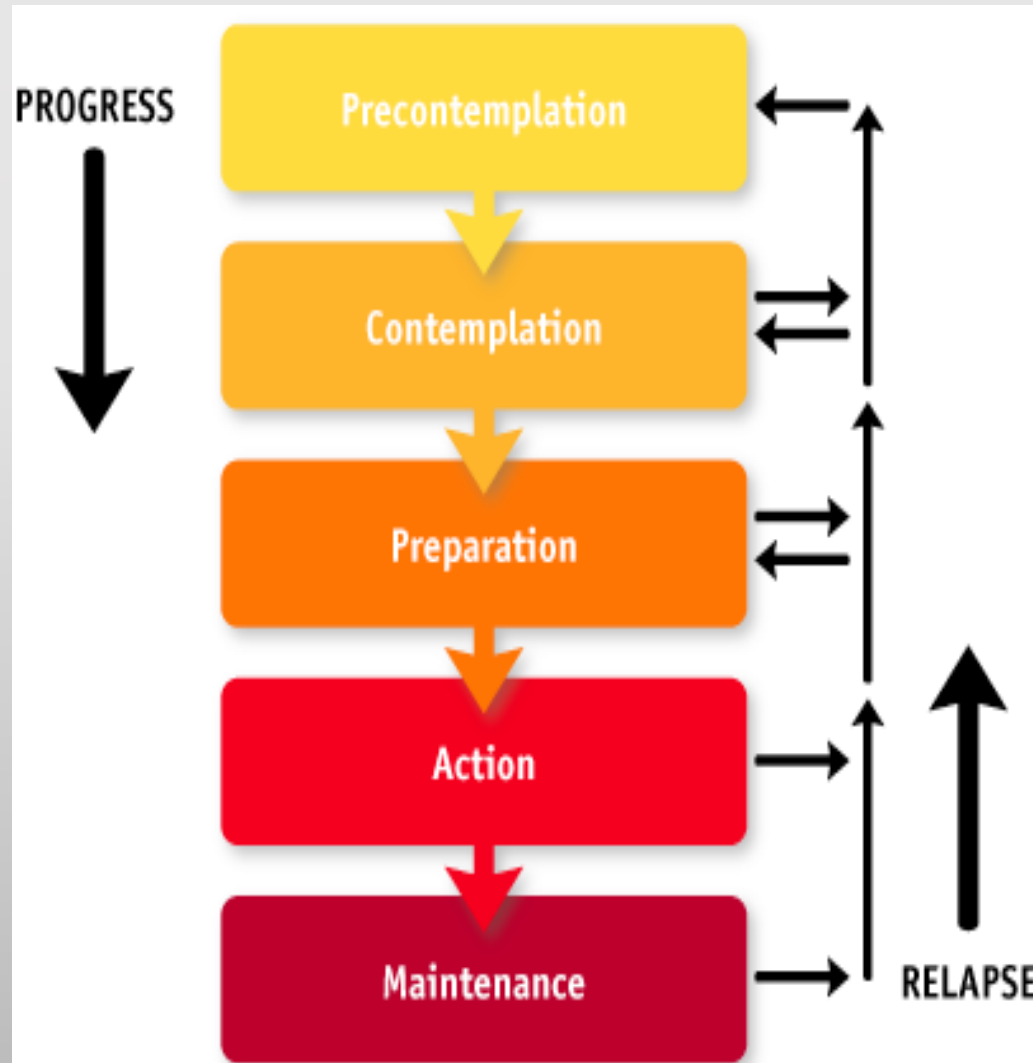 PROGRESS
Precontemplation
Contemplation
Preparation
Action
Maintenance
RELAPSE